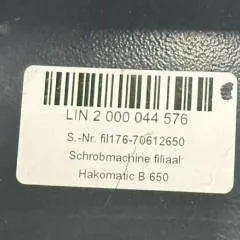 LIN 2 000 044 576
S.-Nr. fil176-70612650
Schrobmachine filiaal
Hakomatic B 650